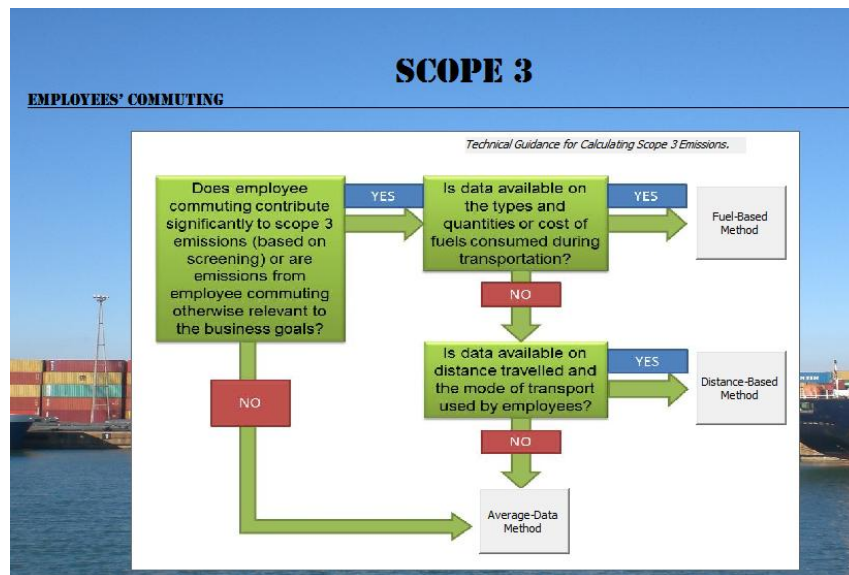 SCOPE 3
EMPLOYEES' COMMUTING
Technical Guidance for Calculating Scope 3 Emissions.
Does employee
commuting contribute
significantly to scope 3
emissions (based on
screening) or are
emissions from
employee commuting
otherwise relevant to
the business goals?
YES
Is data available on
the types and
quantities or cost of
fuels consumed during
transportation?
YES
Fuel-Based
Method
NO
Is data available on
distance travelled and
the mode of transport
used by employees?
YES
Distance-Based
Method
NO
NO
Average-Data
Method